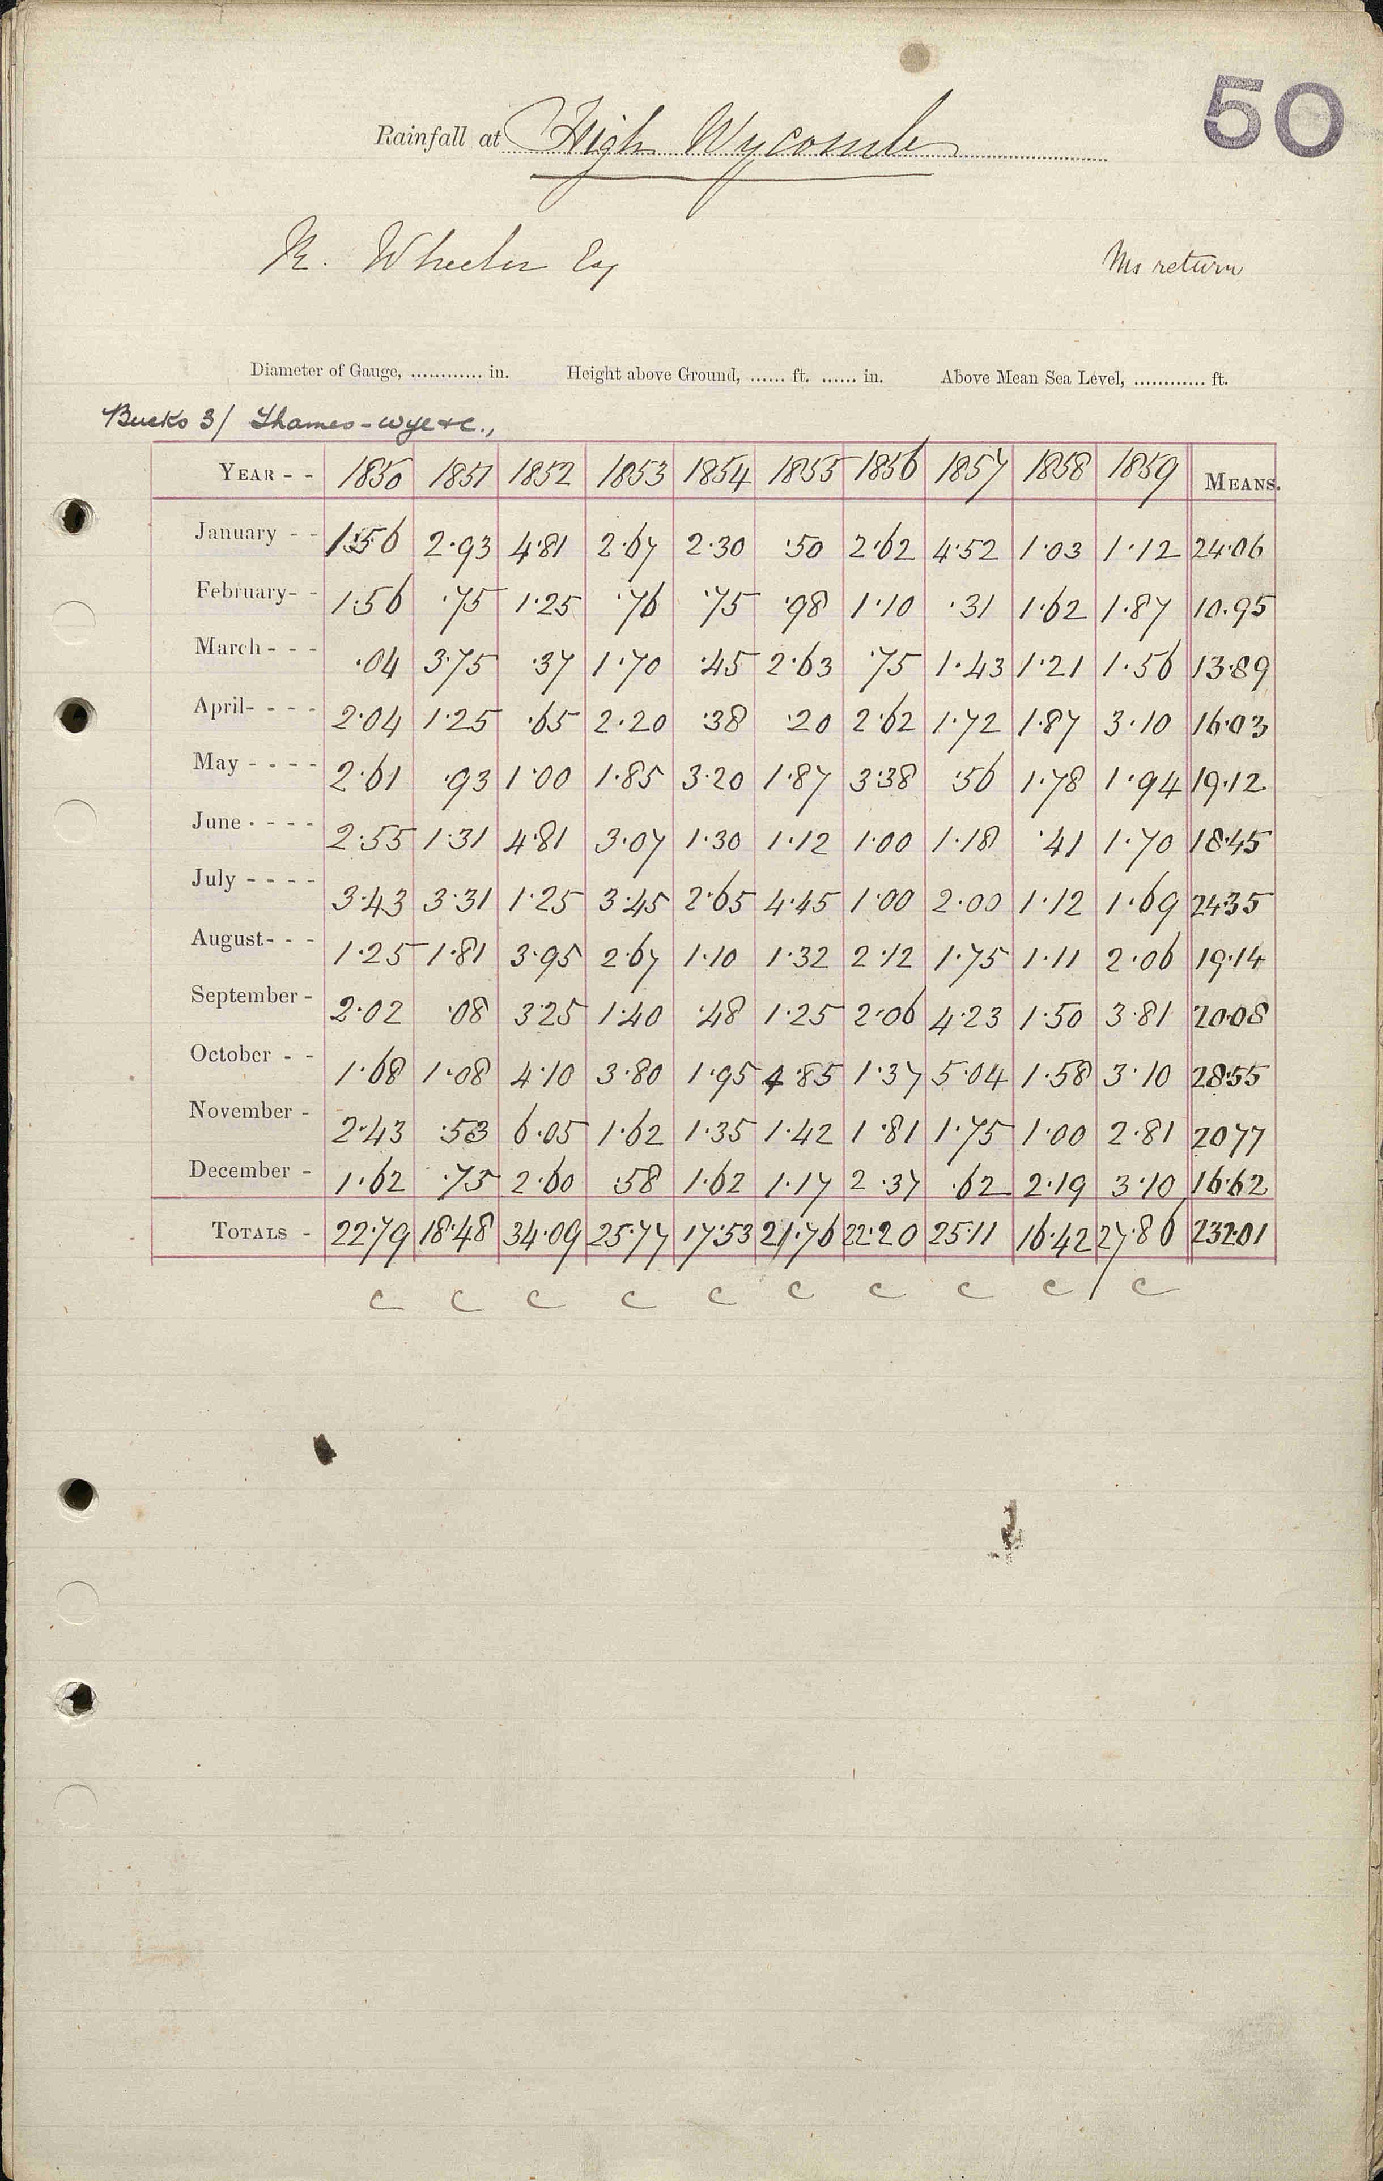 50
Rainfall at High Wycombe
R. Wheeler Esq
Ms return
Diameter of Gauge, ............ in. Height above Ground, ...... ft. ...... in. Above Mean Sea Level, ............ ft.
Bucks 3/ Thames - Wye &c.,
YEAR - - 1850 1851 1852 1853 1854 1855 1856 1857 1858 1859 MEANS.
January - - 1·56 2·93 4·81 2·67 2·30 ·50 2·62 4·52 1·03 1·12 24·06
February- - 1·56 ·75 1·25 ·76 ·75 ·98 1·10 ·31 1·62 1·87 10·95
March - - - ·04 3·75 ·37 1·70 ·45 2·63 ·75 1·43 1·21 1·56 13·89
April- - - - 2·04 1·25 ·65 2·20 ·38 ·20 2·62 1·72 1·87 3·10 16·03
May - - - - 2·61 ·93 1·00 1·85 3·20 1·87 3·38 ·56 1·78 1·94 19·12
June - - - - 2·55 1·31 4·81 3·07 1·30 1·12 1·00 1·18 ·41 1·70 18·45
July - - - - 3·43 3·31 1·25 3·45 2·65 4·45 1·00 2·00 1·12 1·69 24·35
August- - - 1·25 1·81 3·95 2·67 1·10 1·32 2·12 1·75 1·11 2·06 19·14
September - 2·02 ·08 3·25 1·40 ·48 1·25 2·06 4·23 1·50 3·81 20·08
October - - 1·68 1·08 4·10 3·80 1·95 4·85 1·37 5·04 1·58 3·10 28·55
November - 2·43 ·53 6·05 1·62 1·35 1·42 1·81 1·75 1·00 2·81 20·77
December - 1·62 ·75 2·60 ·58 1·62 1·17 2·37 ·62 2·19 3·10 16·62
TOTALS - 22·79 18·48 34·09 25·77 17·53 21·76 22·20 25·11 16·42 27·86 232·01
c c c c c c c c c c